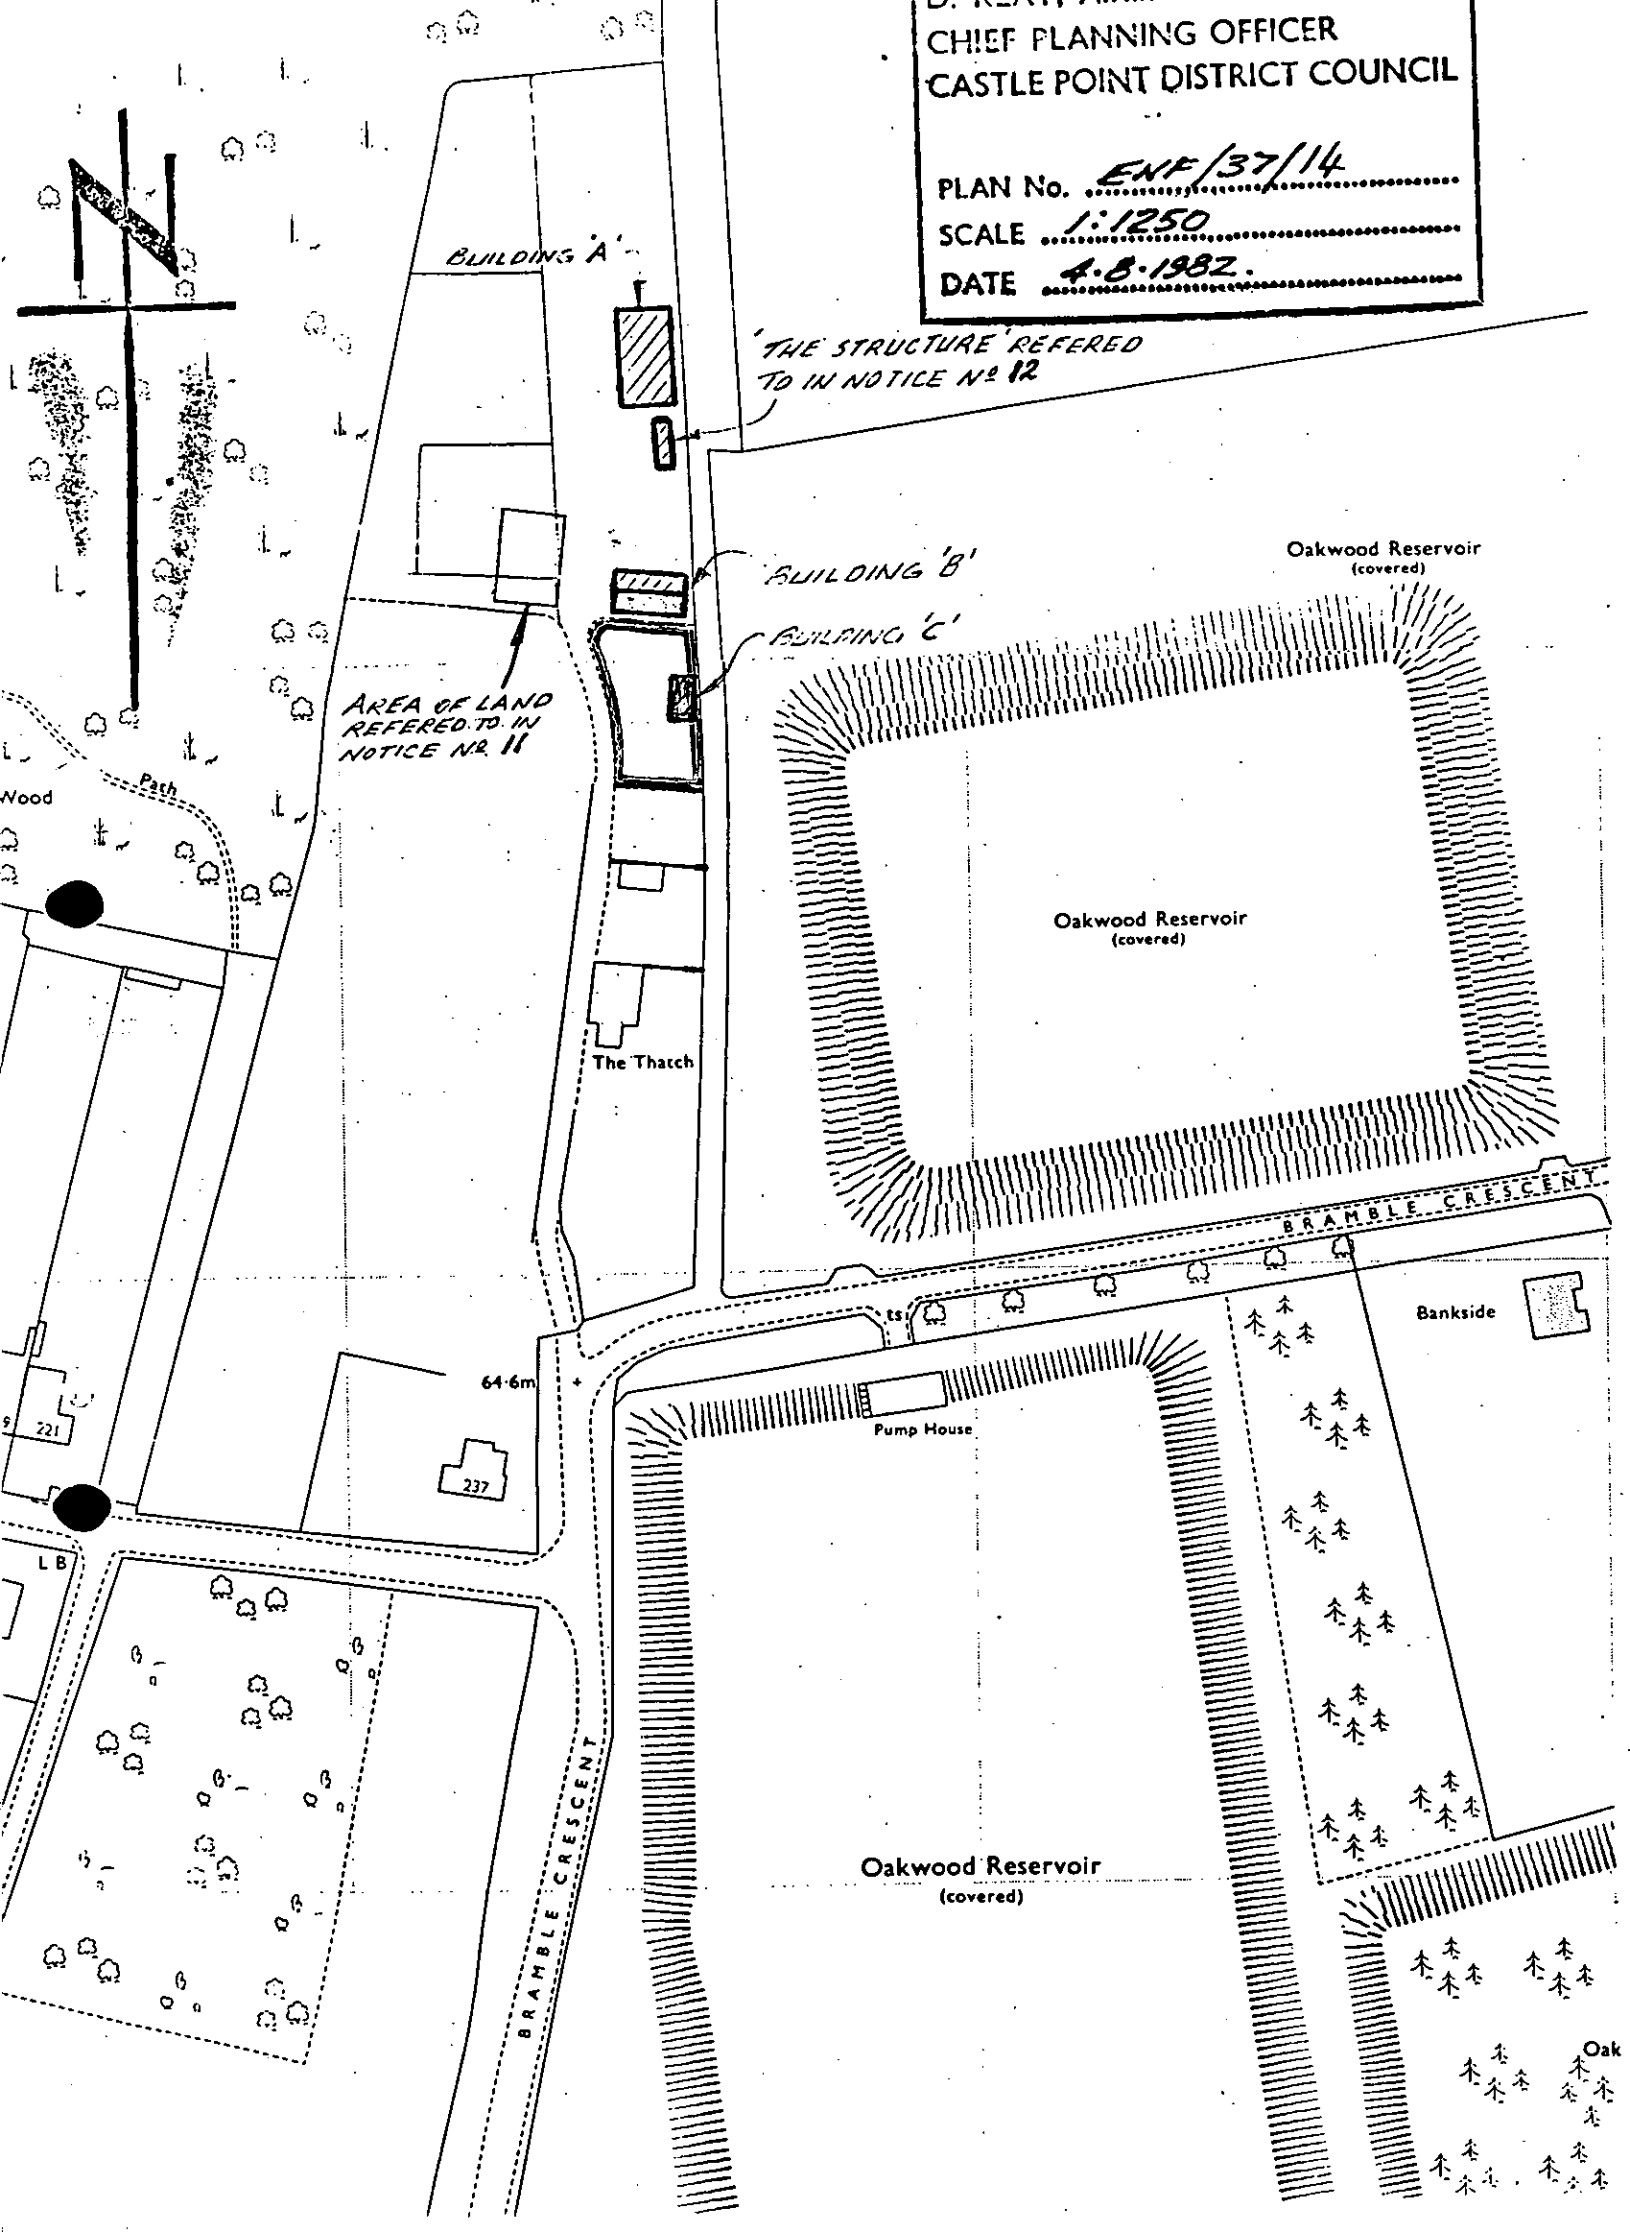 CHIEF PLANNING OFFICER
CASTLE POINT DISTRICT COUNCIL
PLAN No. ENF/37/14
SCALE 1:1250
DATE 4.8.1982.
BUILDING 'A'
'THE STRUCTURE' REFERED
TO IN NOTICE No 12
BUILDING 'B'
BUILDING 'C'
AREA OF LAND
REFERED TO IN
NOTICE No 11
Oakwood Reservoir
(covered)
Path
Wood
Oakwood Reservoir
(covered)
The Thatch
BRAMBLE CRESCENT
ts
Bankside
64·6m
Pump House
221
237
L B
BRAMBLE CRESCENT
Oakwood Reservoir
(covered)
Oak